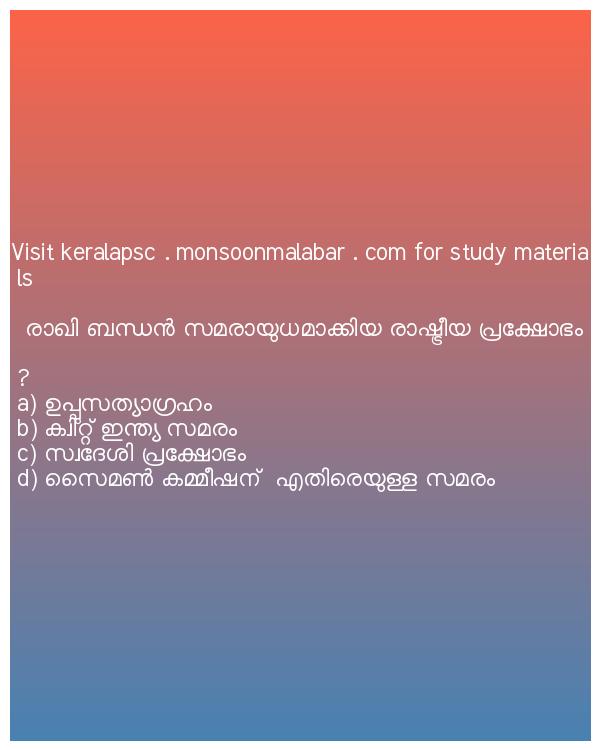 Visit keralapsc . monsoonmalabar . com for study materia
ls
രാഖി ബന്ധൻ സമരായുധമാക്കിയ രാഷ്ട്രീയ പ്രക്ഷോഭം
?
a) ഉപ്പുസത്യാഗ്രഹം
b) ക്വിറ്റ് ഇന്ത്യ സമരം
c) സ്വദേശി പ്രക്ഷോഭം
d) സൈമൺ കമ്മീഷന് എതിരെയുള്ള സമരം